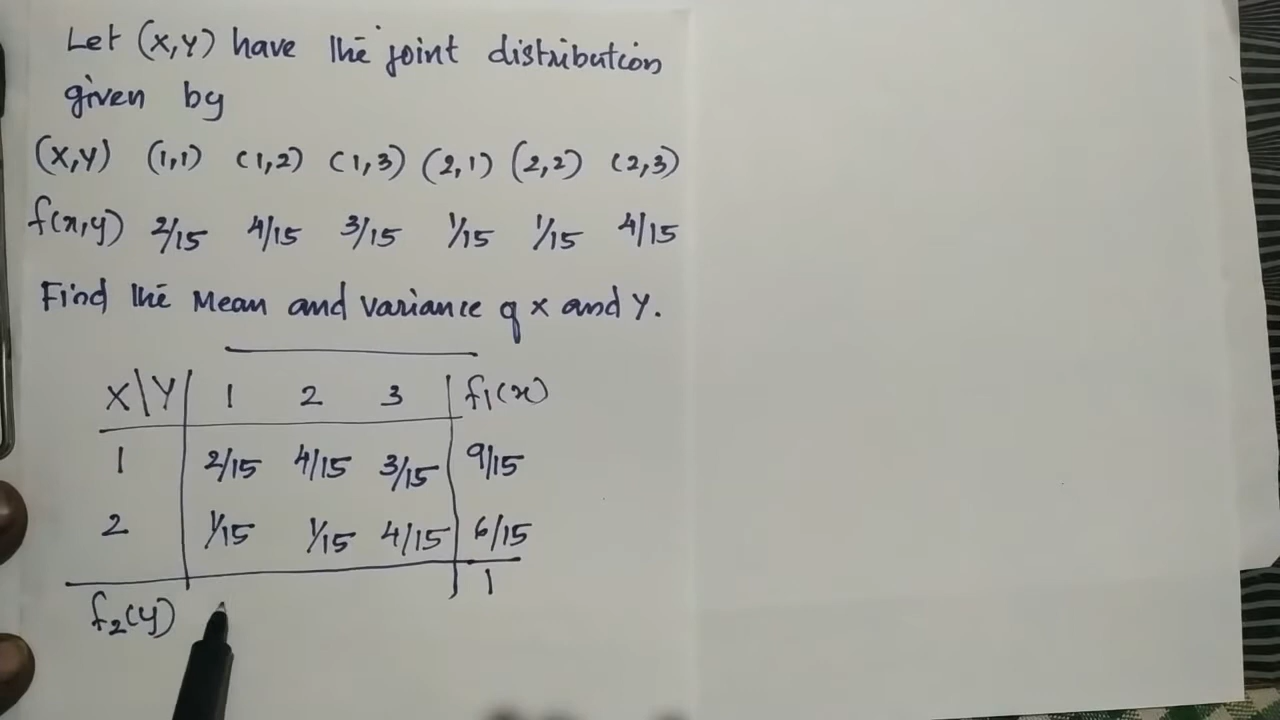 Let (X,Y) have the joint distribution
given by
(X,Y) (1,1) (1,2) (1,3) (2,1) (2,2) (2,3)
f(x,y) 2/15 4/15 3/15 1/15 1/15 4/15
Find the Mean and variance of X and Y.
X\Y 1 2 3 f₁(x)
1 2/15 4/15 3/15 9/15
2 1/15 1/15 4/15 6/15
1
f₂(y)